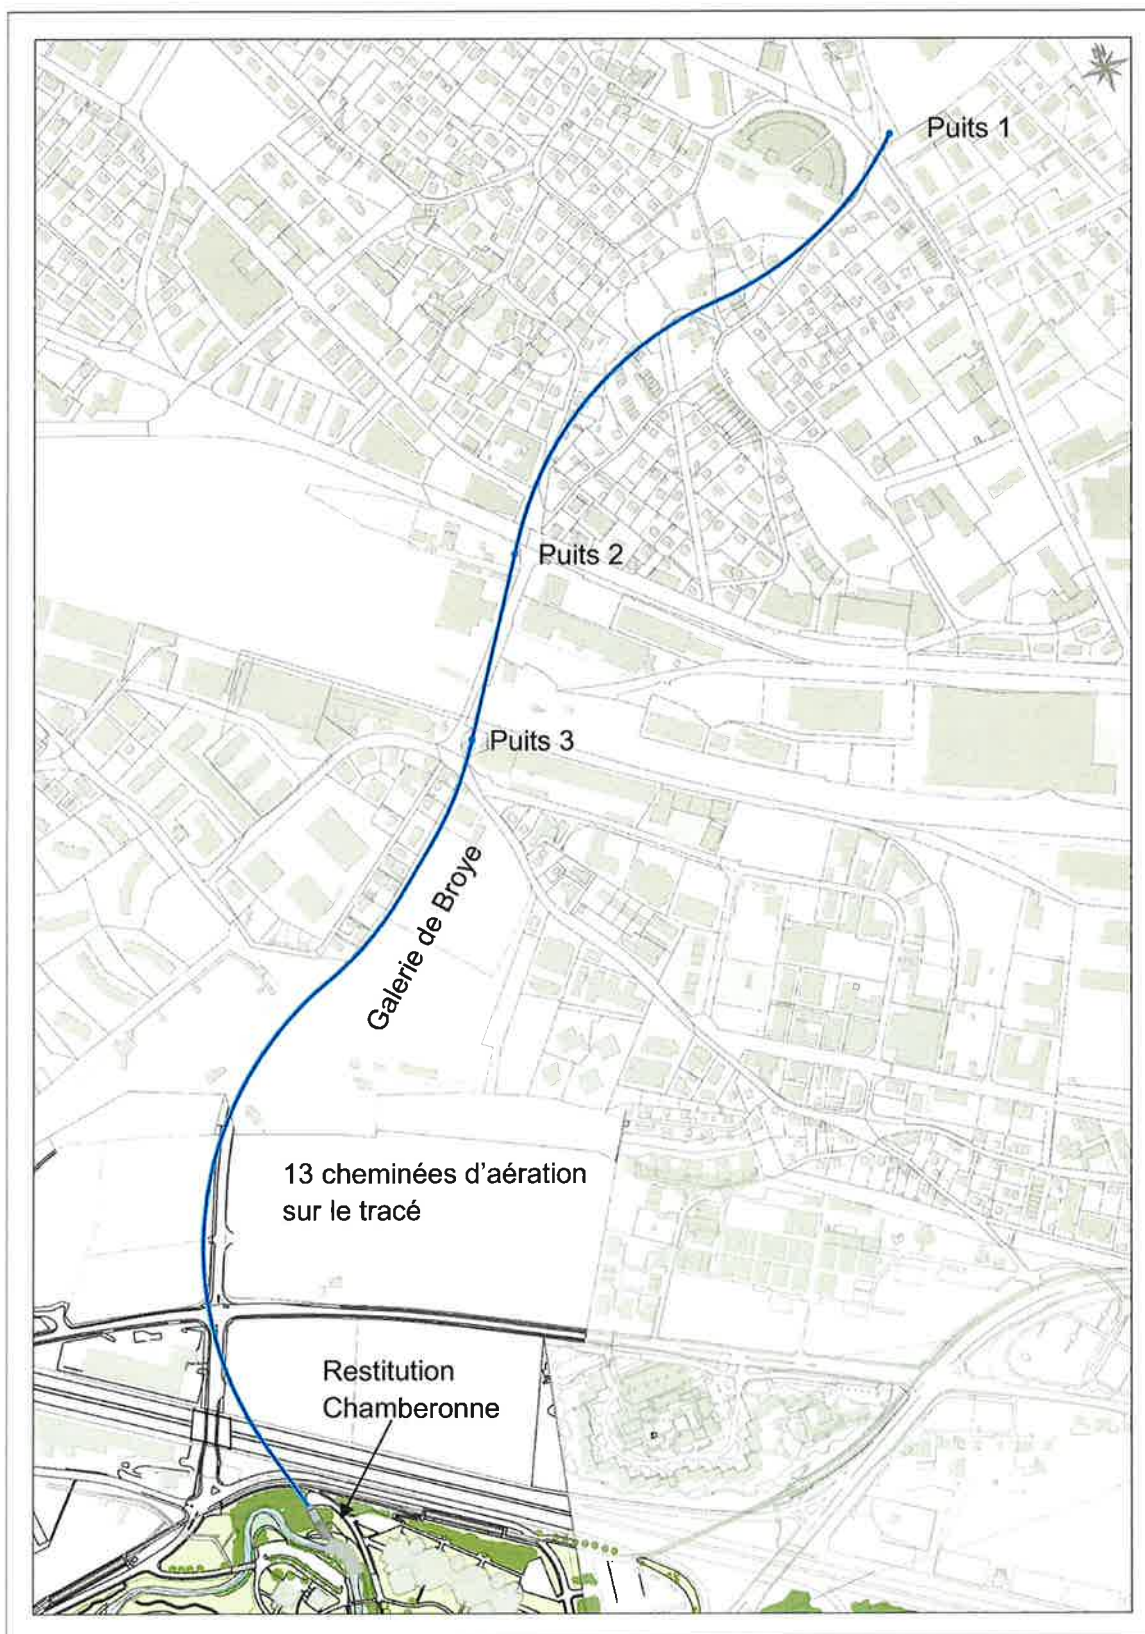 Puits 1
Puits 2
Puits 3
Galerie de Broye
13 cheminées d'aération
sur le tracé
Restitution
Chamberonne